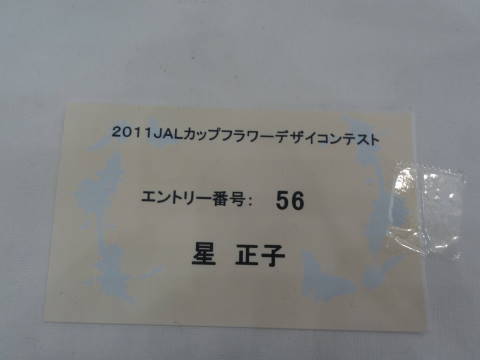 2011JALカップフラワーデザイコンテスト
エントリー番号: 56
星 正子